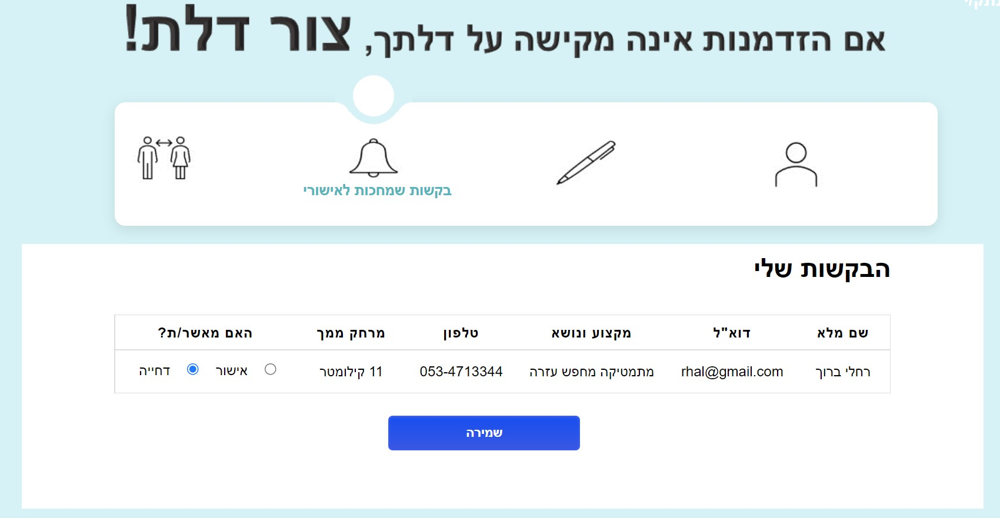 אם הזדמנות אינה מקישה על דלתך, צור דלת!
בקשות שמחכות לאישורי
הבקשות שלי
שם מלא דוא"ל מקצוע ונושא טלפון מרחק ממך האם מאשר/ת?
רחלי ברוך rhal@gmail.com מתמטיקה מחפש עזרה 053-4713344 11 קילומטר אישור דחייה
שמירה